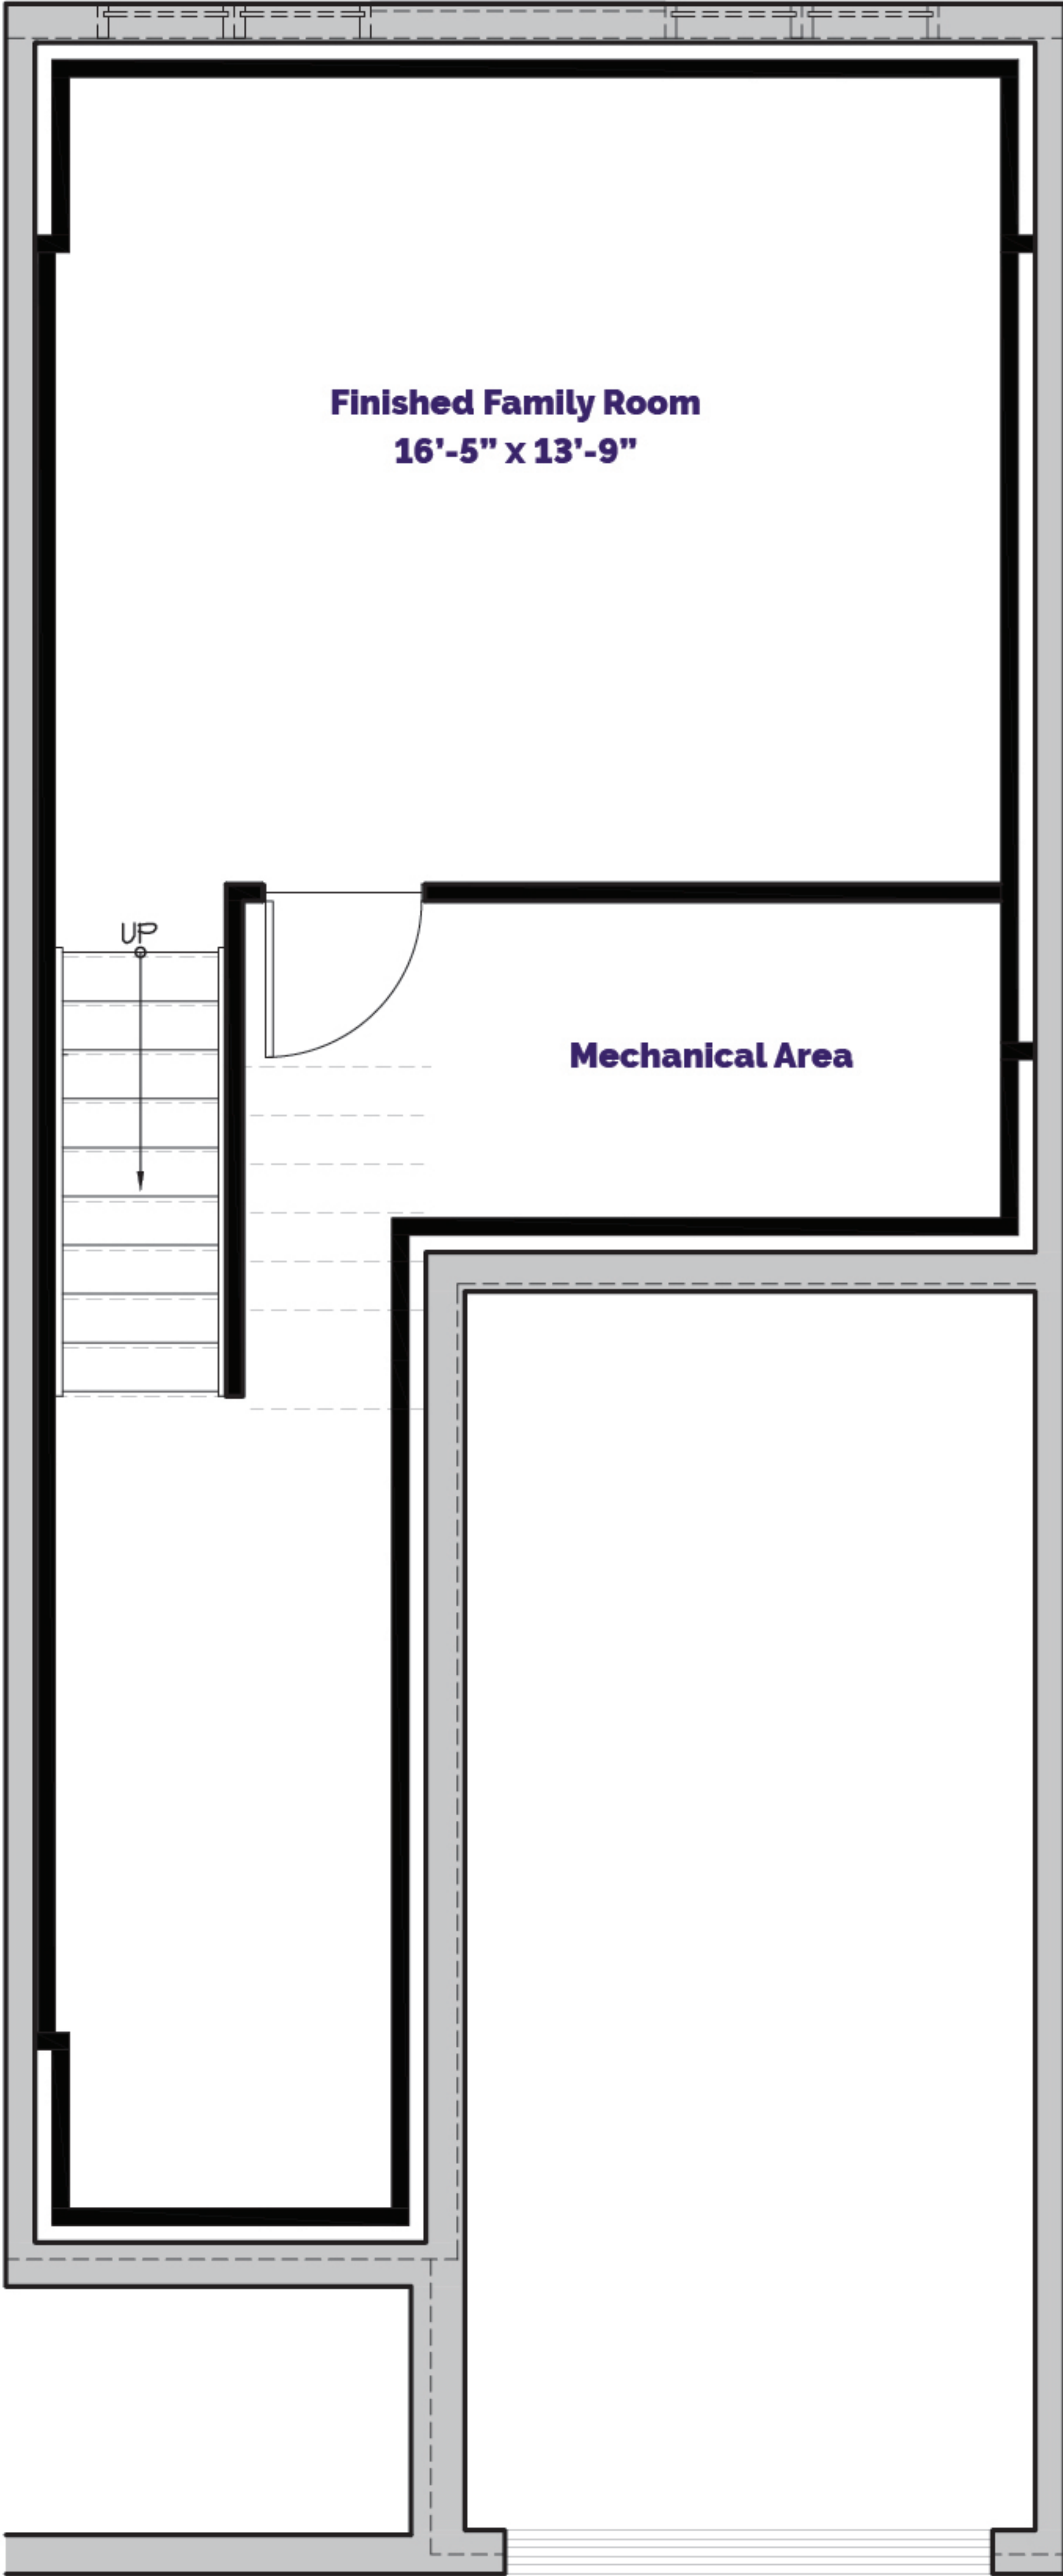 Finished Family Room
16’-5” x 13’-9”
UP
Mechanical Area